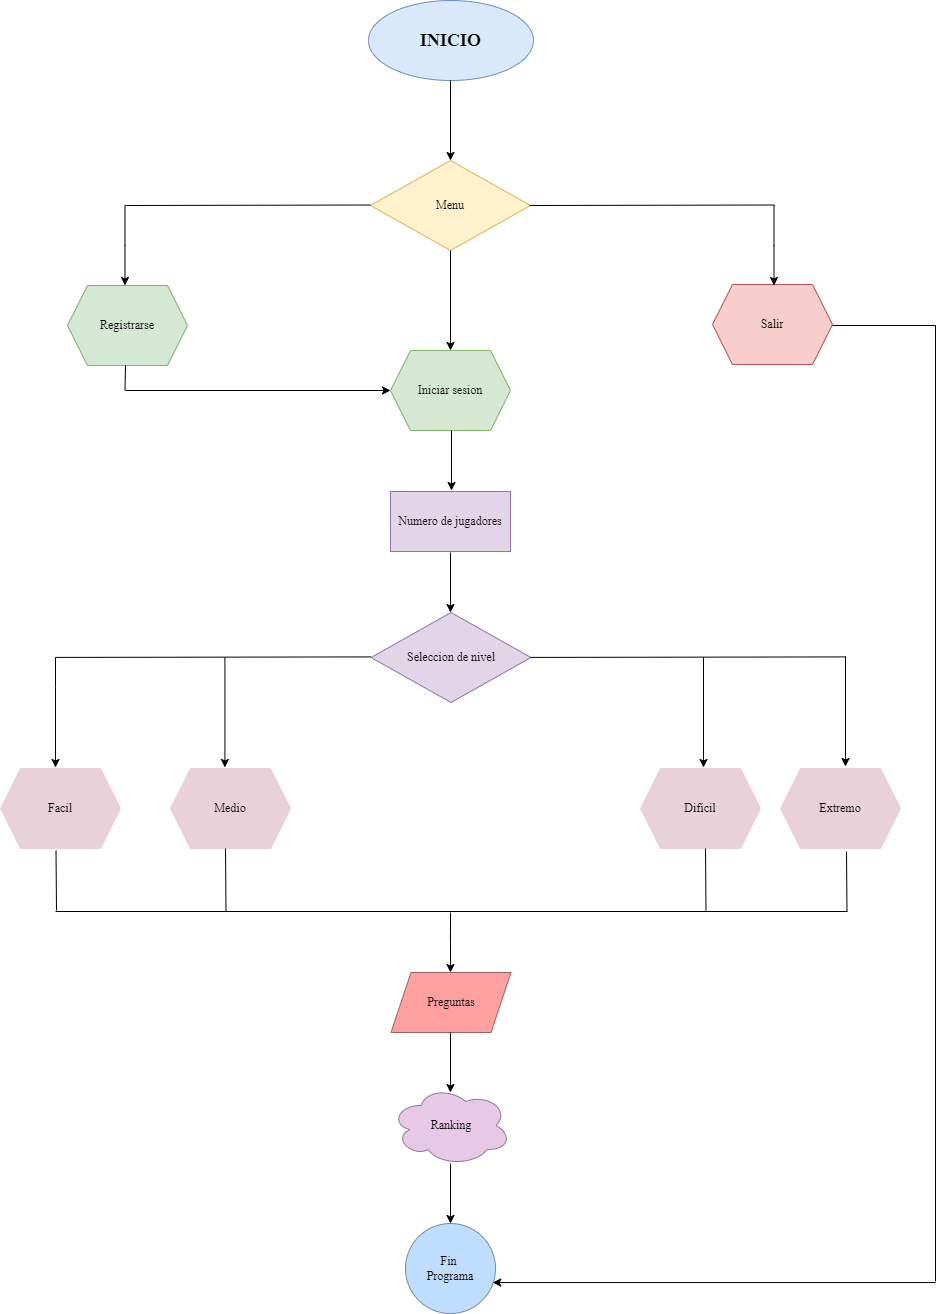 INICIO
Menu
Registrarse
Salir
Iniciar sesion
Numero de jugadores
Seleccion de nivel
Facil
Medio
Dificil
Extremo
Preguntas
Ranking
Fin
Programa